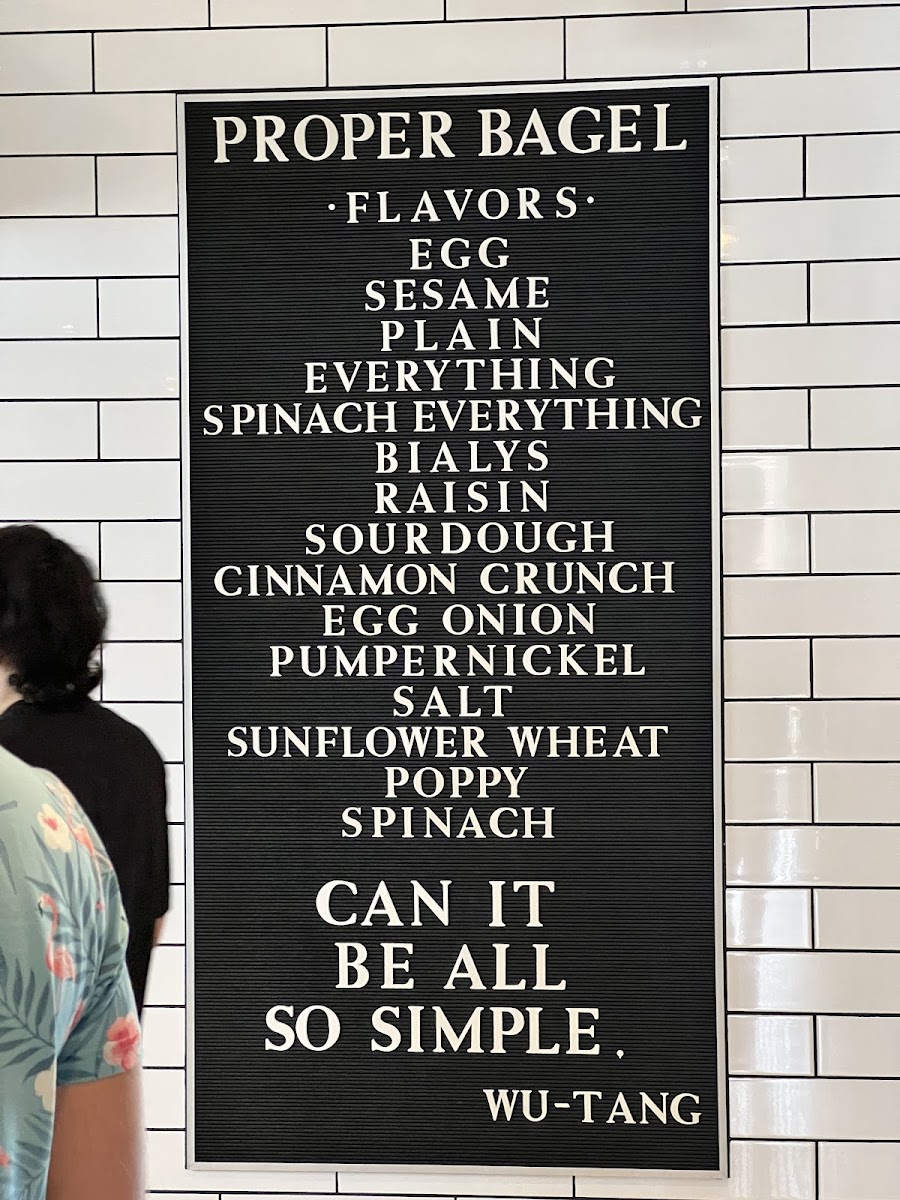 PROPER BAGEL
·FLAVORS·
EGG
SESAME
PLAIN
EVERYTHING
SPINACH EVERYTHING
BIALYS
RAISIN
SOURDOUGH
CINNAMON CRUNCH
EGG ONION
PUMPERNICKEL
SALT
SUNFLOWER WHEAT
POPPY
SPINACH
CAN IT
BE ALL
SO SIMPLE.
WU-TANG